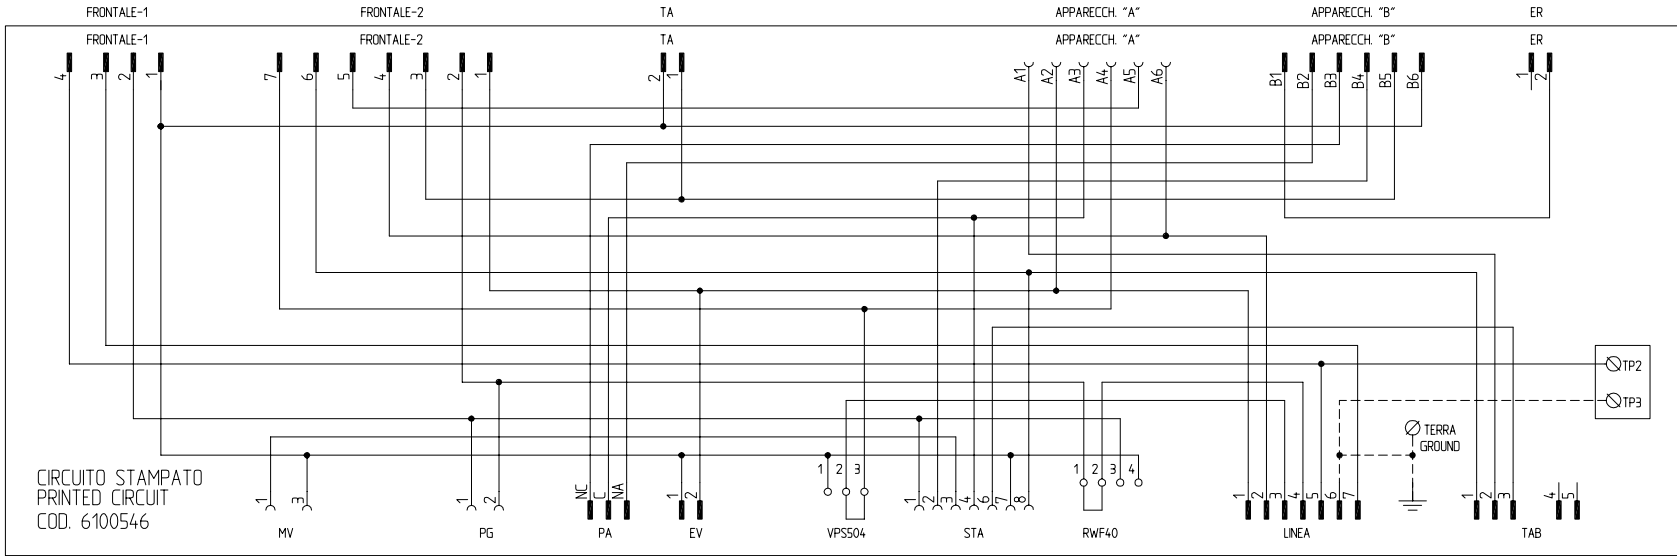 FRONTALE-1 FRONTALE-2 TA APPARECCH. "A" APPARECCH. "B" ER
FRONTALE-1 FRONTALE-2 TA APPARECCH. "A" APPARECCH. "B" ER
4 3 2 1 7 6 5 4 3 2 1 2 1 A1 A2 A3 A4 A5 A6 B1 B2 B3 B4 B5 B6 1 2
TP2
TP3
TERRA
GROUND
CIRCUITO STAMPATO
PRINTED CIRCUIT
COD. 6100546
1 2 3 1 2 3 4
1 3 1 2 NC C NA 1 2 1 2 3 4 6 7 8 1 2 3 4 5 6 7 1 2 3 4 5
MV PG PA EV VPS504 STA RWF40 LINEA TAB